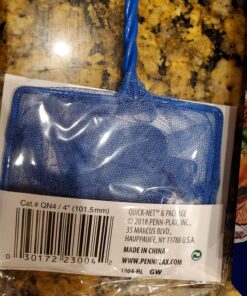 Cat.# QN4 / 4" (101.5mm)
0 30172 23004
QUICK-NET™ & PACKAGE
© 2018 PENN-PLAX, INC.,
35 MARCUS BLVD.,
HAUPPAUGE, NY 11788 U.S.A.
MADE IN CHINA
WWW.PENNPLAX.COM
GW